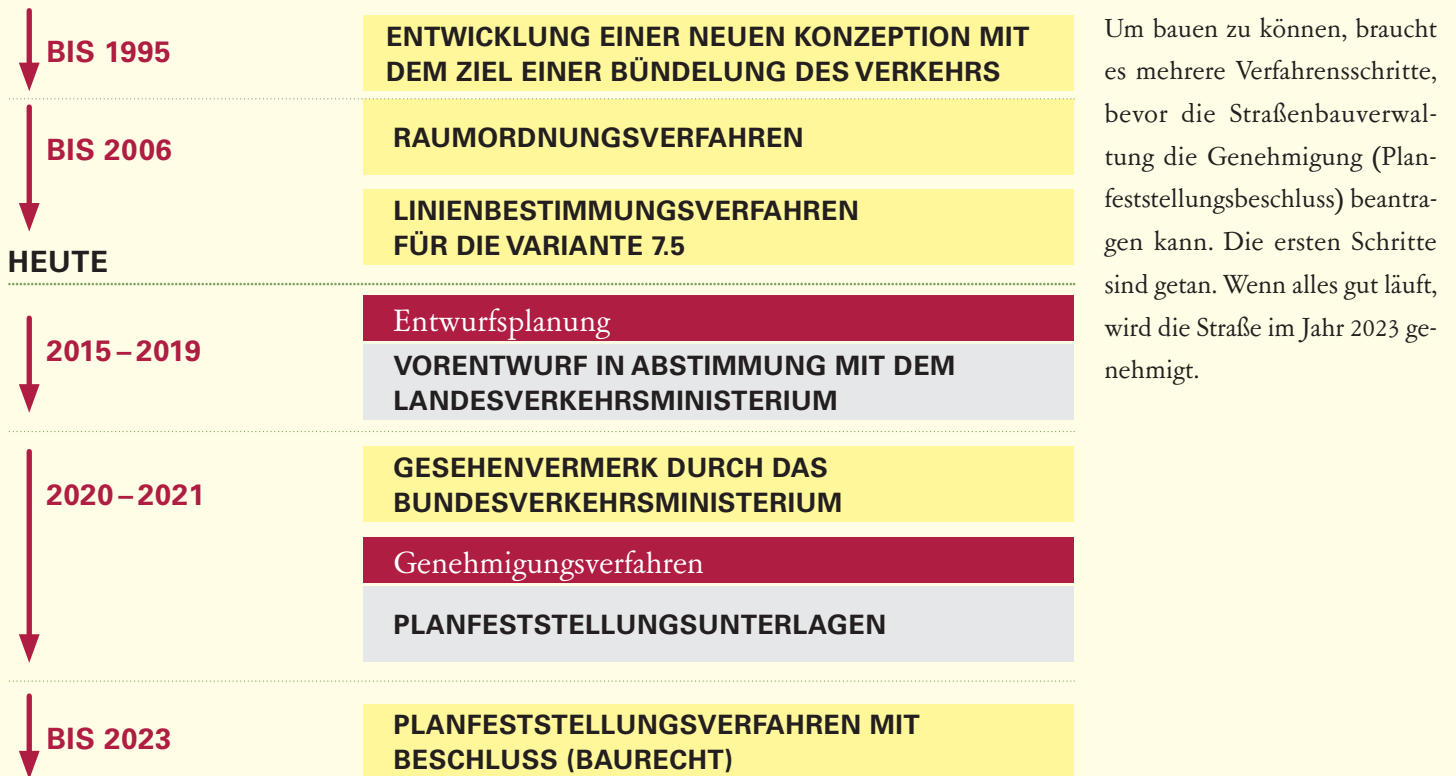 BIS 1995
ENTWICKLUNG EINER NEUEN KONZEPTION MIT
DEM ZIEL EINER BÜNDELUNG DES VERKEHRS
BIS 2006
RAUMORDNUNGSVERFAHREN
LINIENBESTIMMUNGSVERFAHREN
FÜR DIE VARIANTE 7.5
HEUTE
2015–2019
Entwurfsplanung
VORENTWURF IN ABSTIMMUNG MIT DEM
LANDESVERKEHRSMINISTERIUM
2020–2021
GESEHENVERMERK DURCH DAS
BUNDESVERKEHRSMINISTERIUM
Genehmigungsverfahren
PLANFESTSTELLUNGSUNTERLAGEN
BIS 2023
PLANFESTSTELLUNGSVERFAHREN MIT
BESCHLUSS (BAURECHT)
Um bauen zu können, braucht
es mehrere Verfahrensschritte,
bevor die Straßenbauverwal-
tung die Genehmigung (Plan-
feststellungsbeschluss) beantra-
gen kann. Die ersten Schritte
sind getan. Wenn alles gut läuft,
wird die Straße im Jahr 2023 ge-
nehmigt.